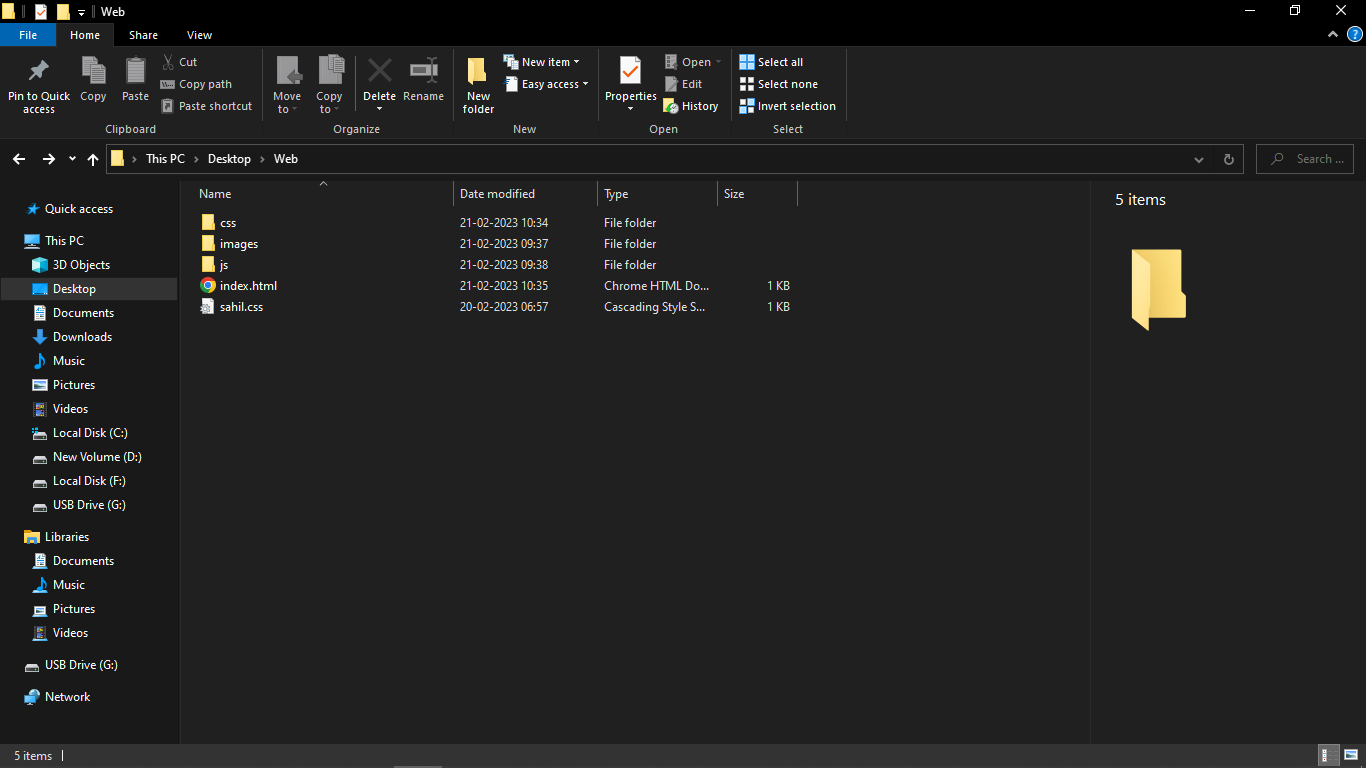 Web
File Home Share View
Pin to Quick access
Copy
Paste
Cut
Copy path
Paste shortcut
Clipboard
Move to
Copy to
Delete
Rename
Organize
New folder
New item
Easy access
New
Properties
Open
Edit
History
Open
Select all
Select none
Invert selection
Select
This PC > Desktop > Web
Search ...
Quick access
This PC
3D Objects
Desktop
Documents
Downloads
Music
Pictures
Videos
Local Disk (C:)
New Volume (D:)
Local Disk (F:)
USB Drive (G:)
Libraries
Documents
Music
Pictures
Videos
USB Drive (G:)
Network
Name Date modified Type Size
css 21-02-2023 10:34 File folder
images 21-02-2023 09:37 File folder
js 21-02-2023 09:38 File folder
index.html 21-02-2023 10:35 Chrome HTML Do... 1 KB
sahil.css 20-02-2023 06:57 Cascading Style S... 1 KB
5 items
5 items